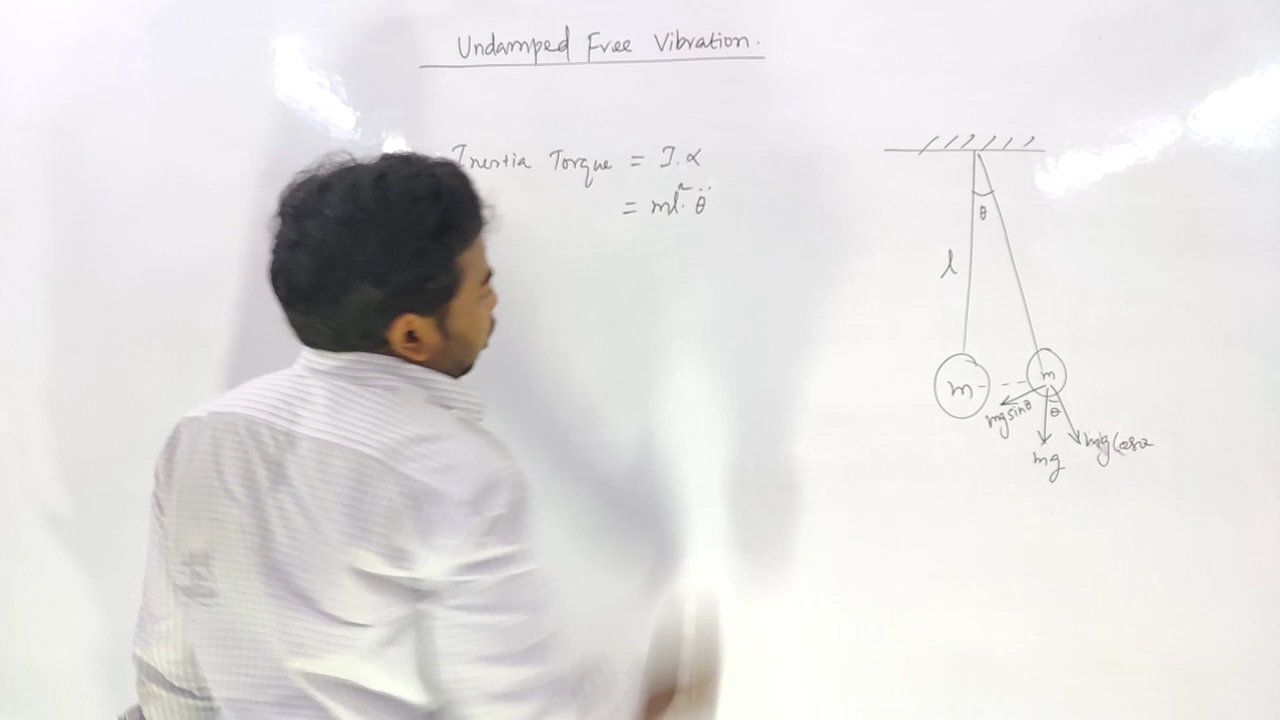 Undamped Free Vibration.
Inertia Torque = I.α
= ml².θ̈
θ
l
m
m
mg sinθ
θ
mg
mg Cosθ